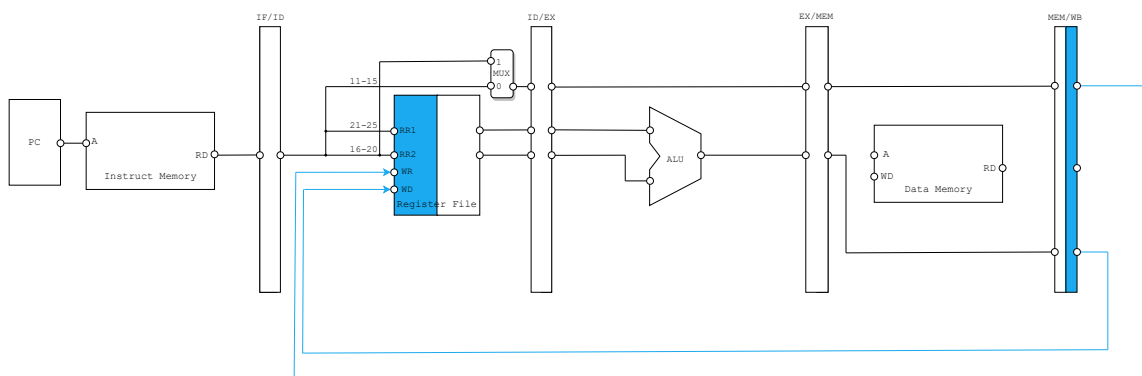 IF/ID
ID/EX
EX/MEM
MEM/WB
1
MUX
0
11-15
21-25
16-20
PC
A
RD
Instruct Memory
RR1
RR2
WR
WD
Register File
ALU
A
WD
RD
Data Memory